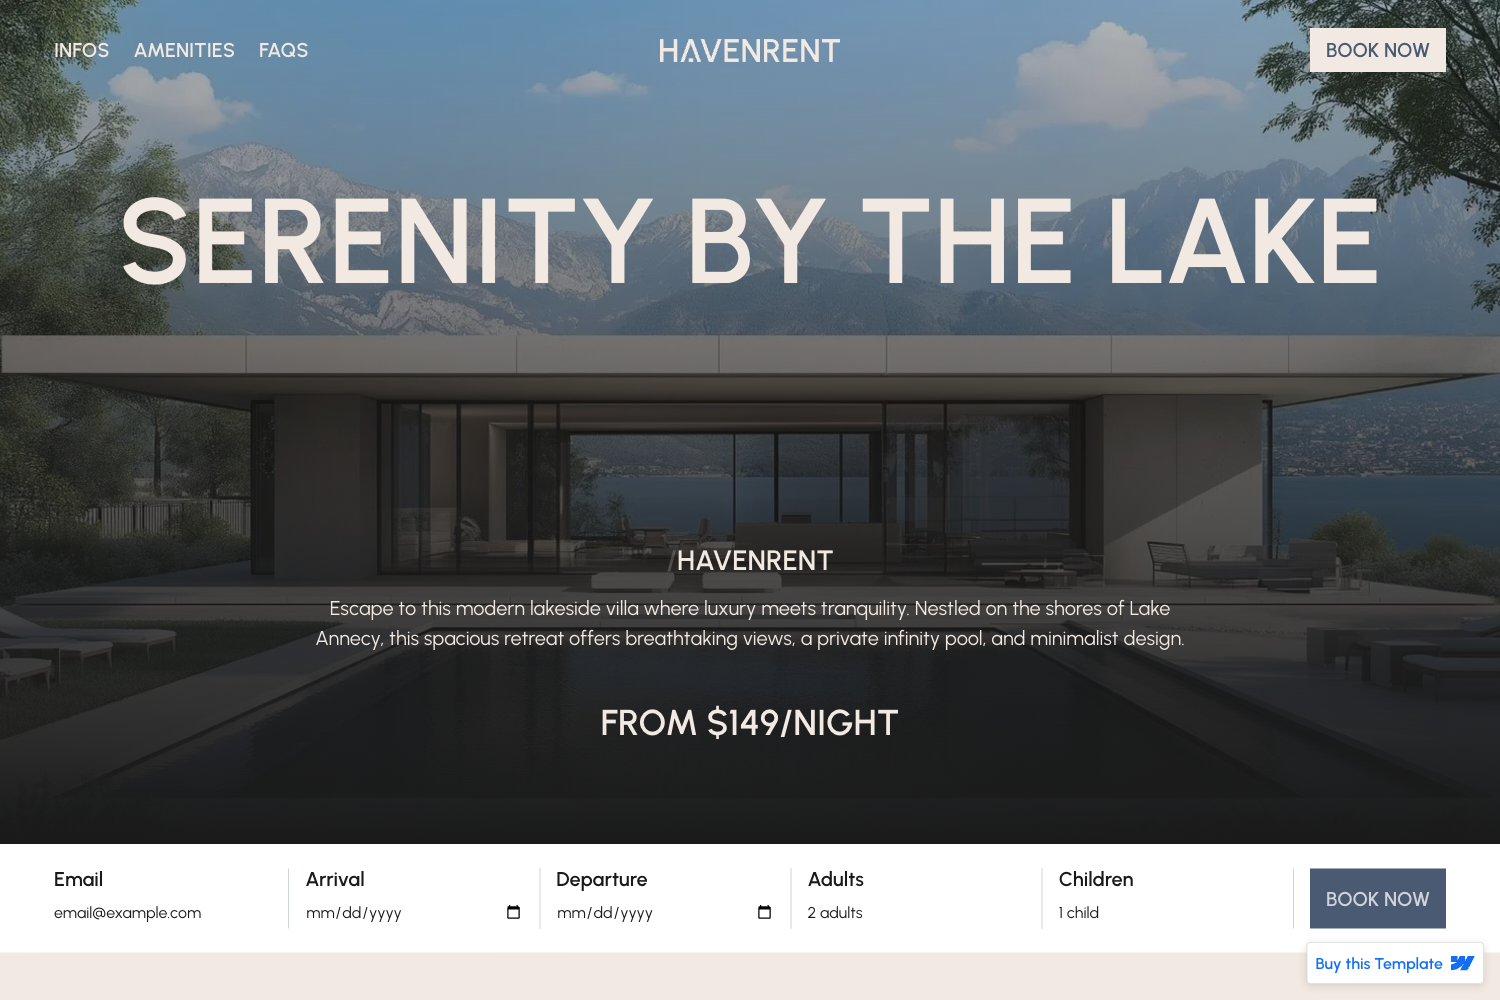 INFOS AMENITIES FAQS HAVENRENT BOOK NOW
SERENITY BY THE LAKE
HAVENRENT
Escape to this modern lakeside villa where luxury meets tranquility. Nestled on the shores of Lake
Annecy, this spacious retreat offers breathtaking views, a private infinity pool, and minimalist design.
FROM $149/NIGHT
Email Arrival Departure Adults Children
email@example.com mm/dd/yyyy mm/dd/yyyy 2 adults 1 child
BOOK NOW
Buy this Template